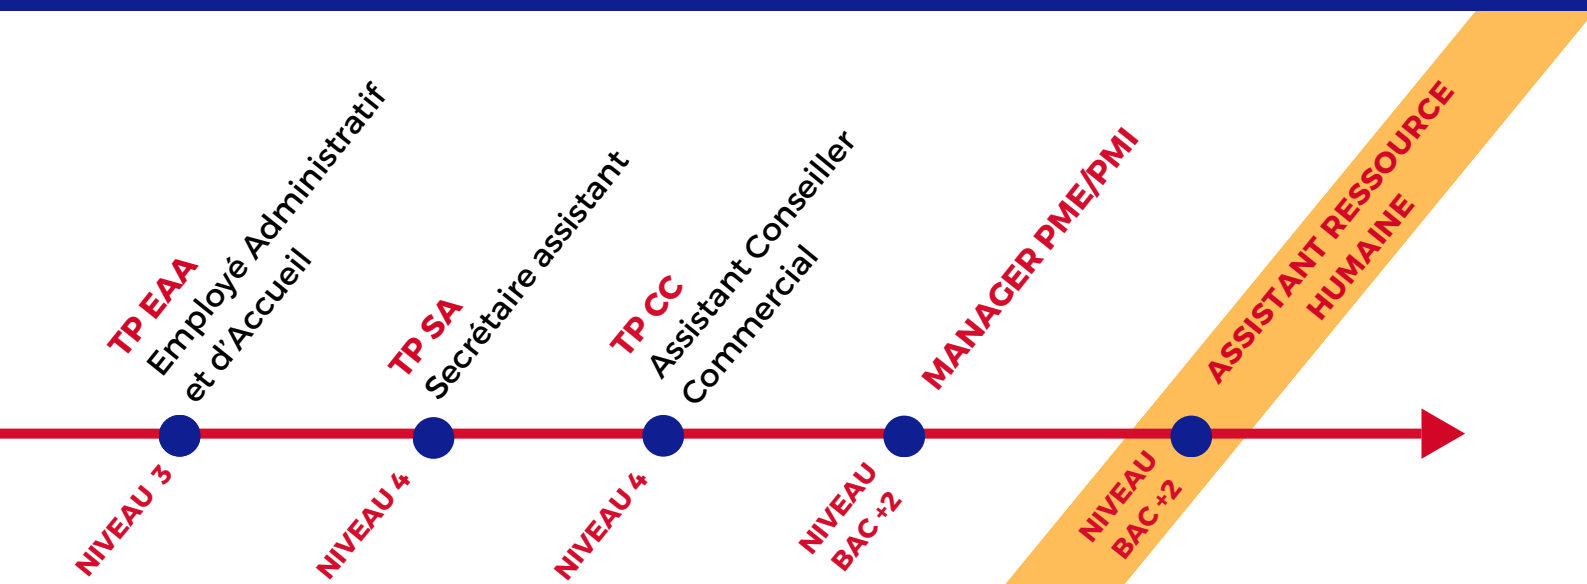 TP EAA
Employé Administratif
et d'Accueil
NIVEAU 3
TP SA
Secrétaire assistant
NIVEAU 4
TP CC
Assistant Conseiller
Commercial
NIVEAU 4
MANAGER PME/PMI
NIVEAU
BAC +2
ASSISTANT RESSOURCE
HUMAINE
NIVEAU
BAC +2